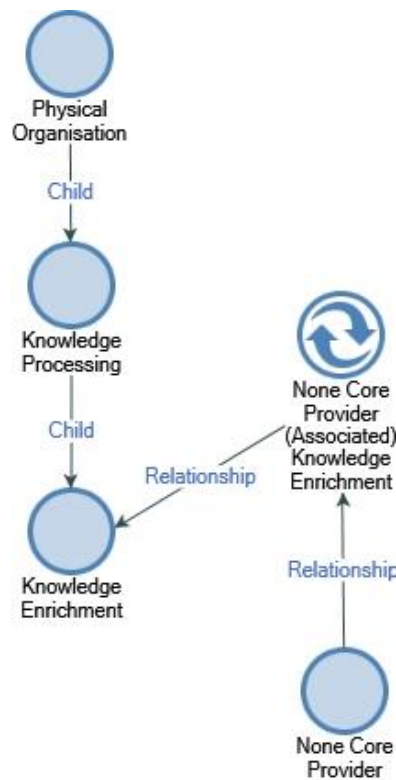 Physical
Organisation
Child
Knowledge
Processing
Child
Knowledge
Enrichment
None Core
Provider
(Associated)
Knowledge
Enrichment
Relationship
Relationship
None Core
Provider